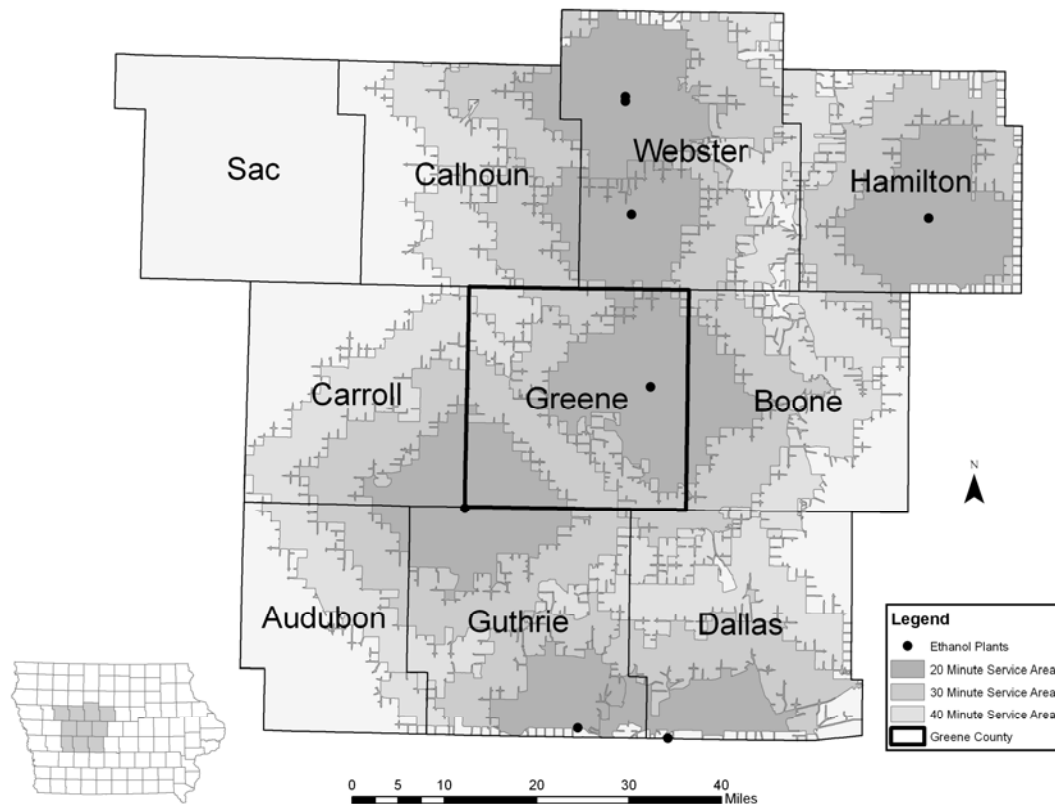 Sac
Calhoun
Webster
Hamilton
Carroll
Greene
Boone
N
Audubon
Guthrie
Dallas
Legend
Ethanol Plants
20 Minute Service Area
30 Minute Service Area
40 Minute Service Area
Greene County
0 5 10 20 30 40
Miles